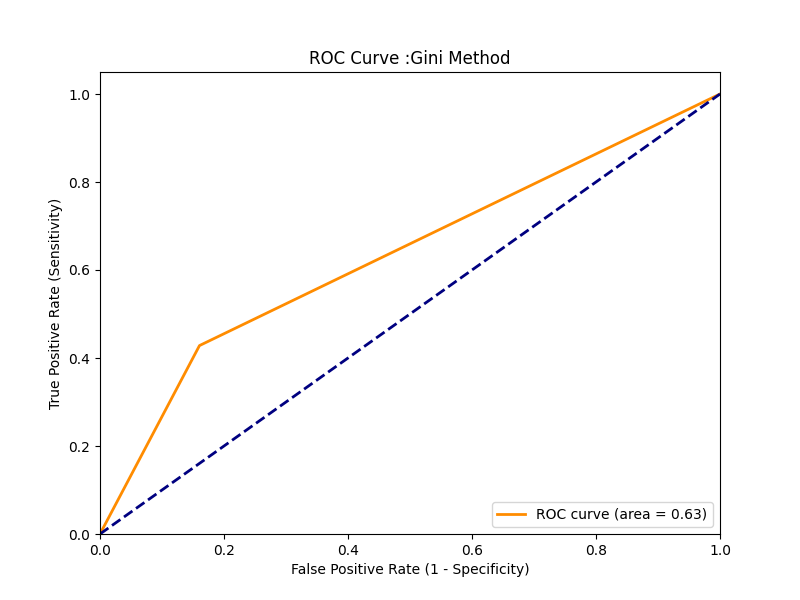 ROC Curve :Gini Method
True Positive Rate (Sensitivity)
1.0
0.8
0.6
0.4
0.2
0.0
ROC curve (area = 0.63)
0.0 0.2 0.4 0.6 0.8 1.0
False Positive Rate (1 - Specificity)